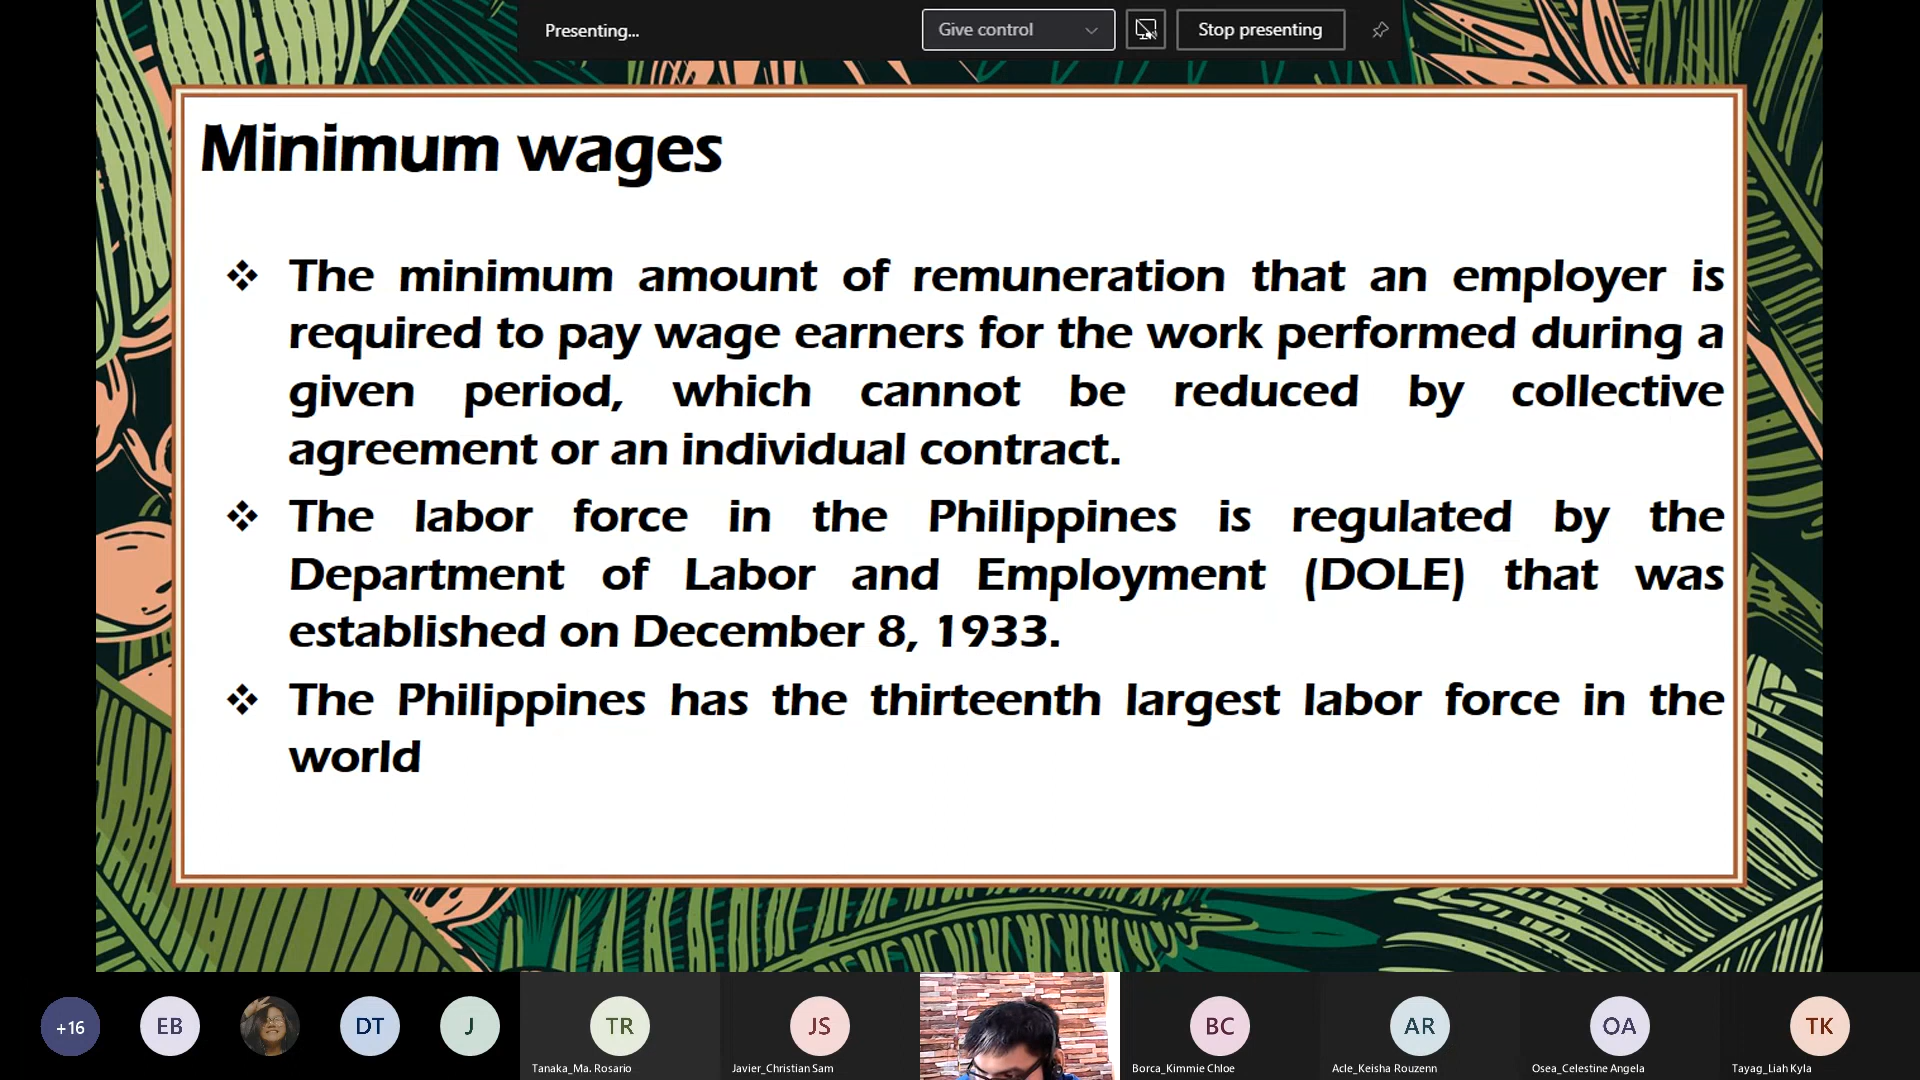 Presenting...
Give control
Stop presenting
Minimum wages
❖ The minimum amount of remuneration that an employer is
required to pay wage earners for the work performed during a
given period, which cannot be reduced by collective
agreement or an individual contract.
❖ The labor force in the Philippines is regulated by the
Department of Labor and Employment (DOLE) that was
established on December 8, 1933.
❖ The Philippines has the thirteenth largest labor force in the
world
+16
EB
DT
J
TR
JS
BC
AR
OA
TK
Tanaka_Ma. Rosario
Javier_Christian Sam
Borca_Kimmie Chloe
Acle_Keisha Rouzenn
Osea_Celestine Angela
Tayag_Liah Kyla